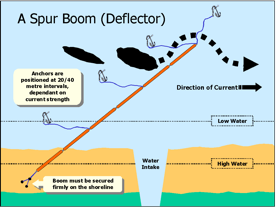 A Spur Boom (Deflector)
Anchors are
positioned at 20/40
metre intervals,
dependent on
current strength
Direction of Current
Low Water
Water
Intake
High Water
Boom must be secured
firmly on the shoreline